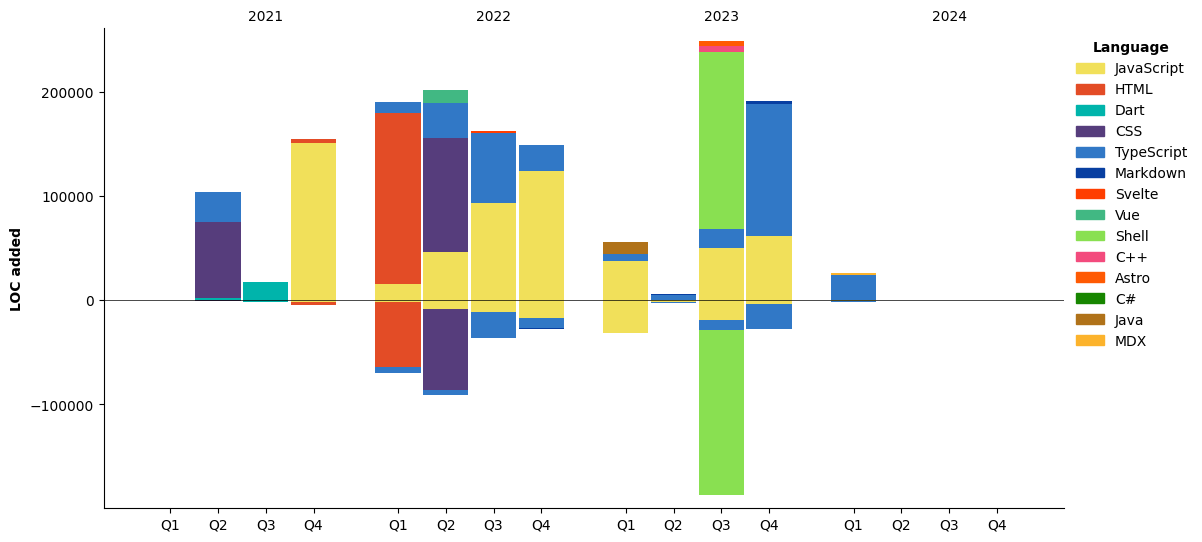 2021 2022 2023 2024
Language
JavaScript
HTML
Dart
CSS
TypeScript
Markdown
Svelte
Vue
Shell
C++
Astro
C#
Java
MDX
LOC added
200000
100000
0
−100000
Q1 Q2 Q3 Q4 Q1 Q2 Q3 Q4 Q1 Q2 Q3 Q4 Q1 Q2 Q3 Q4